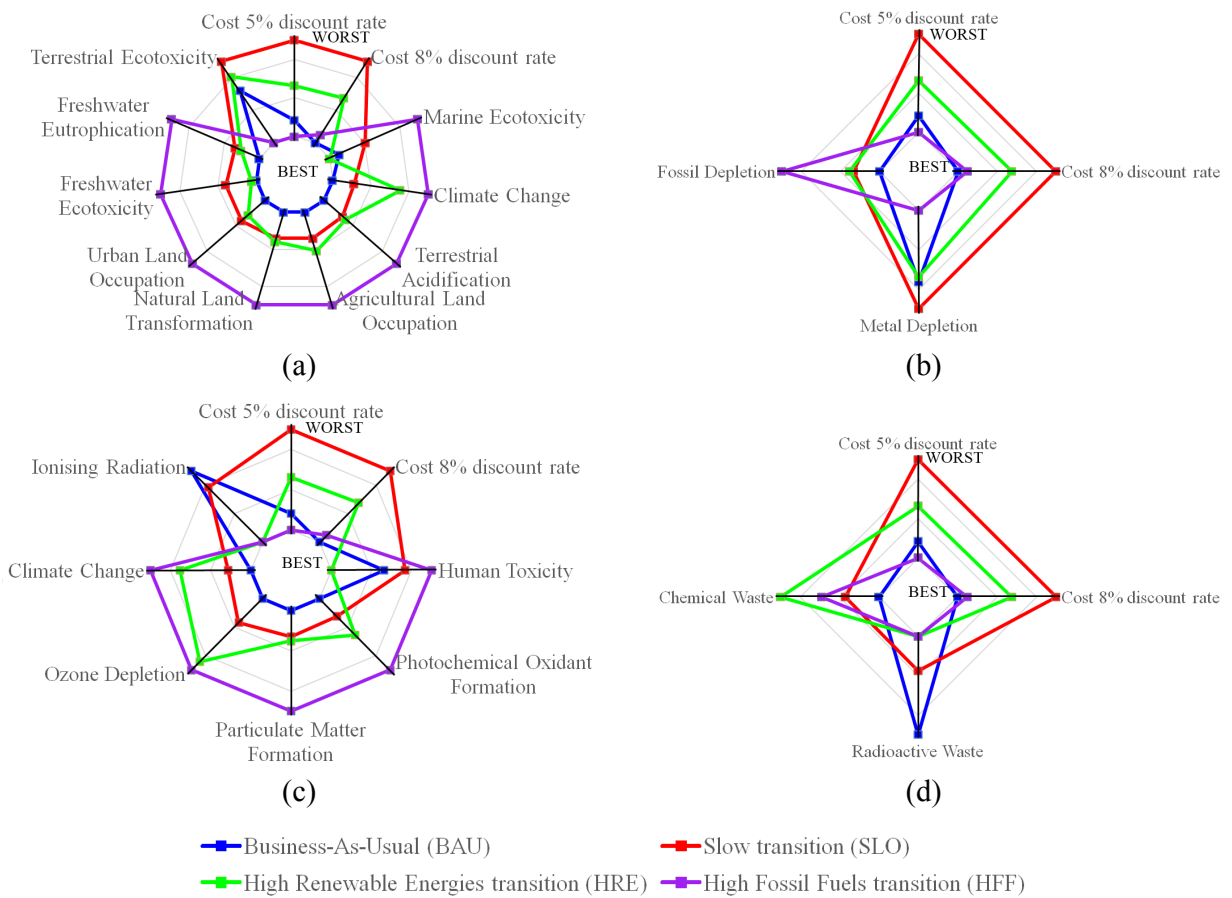 Cost 5% discount rate
WORST
Terrestrial Ecotoxicity
Cost 8% discount rate
Freshwater
Eutrophication
Marine Ecotoxicity
BEST
Freshwater
Ecotoxicity
Climate Change
Urban Land
Occupation
Terrestrial
Acidification
Natural Land
Transformation
Agricultural Land
Occupation
(a)
Cost 5% discount rate
WORST
Fossil Depletion
BEST
Cost 8% discount rate
Metal Depletion
(b)
Cost 5% discount rate
WORST
Ionising Radiation
Cost 8% discount rate
Climate Change
BEST
Human Toxicity
Ozone Depletion
Photochemical Oxidant
Formation
Particulate Matter
Formation
(c)
Cost 5% discount rate
WORST
Chemical Waste
BEST
Cost 8% discount rate
Radioactive Waste
(d)
Business-As-Usual (BAU)
Slow transition (SLO)
High Renewable Energies transition (HRE)
High Fossil Fuels transition (HFF)